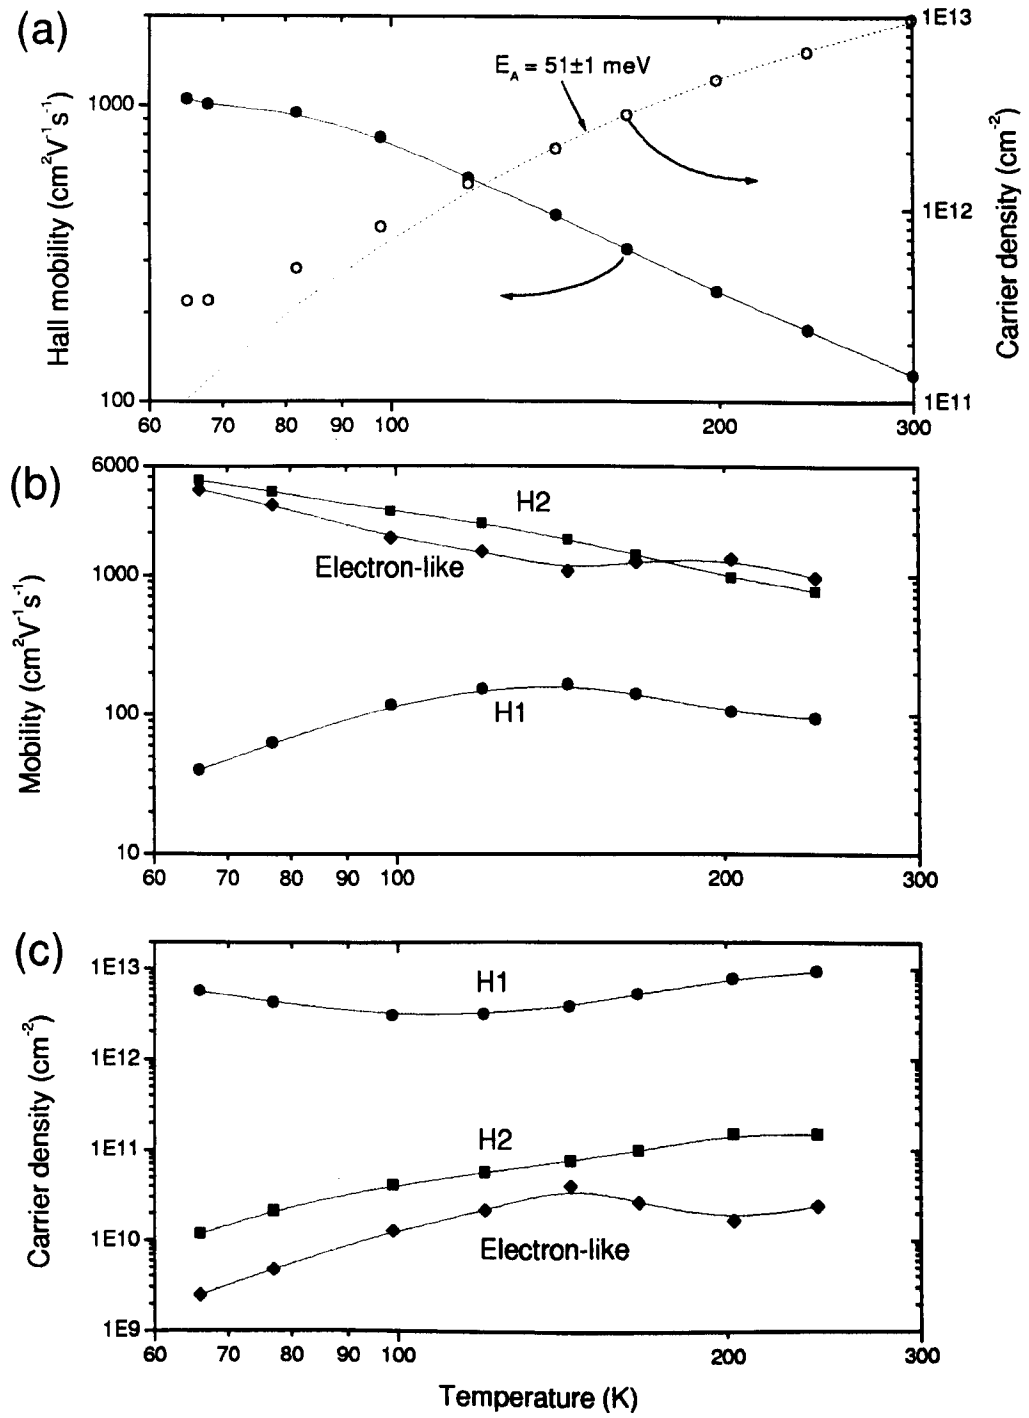 (a)
1E13
E_A = 51±1 meV
1000
Hall mobility (cm²V⁻¹s⁻¹)
Carrier density (cm⁻²)
1E12
100
1E11
60 70 80 90 100 200 300
(b)
6000
H2
Electron-like
1000
Mobility (cm²V⁻¹s⁻¹)
H1
100
10
60 70 80 90 100 200 300
(c)
1E13
H1
1E12
Carrier density (cm⁻²)
H2
1E11
1E10
Electron-like
1E9
60 70 80 90 100 200 300
Temperature (K)